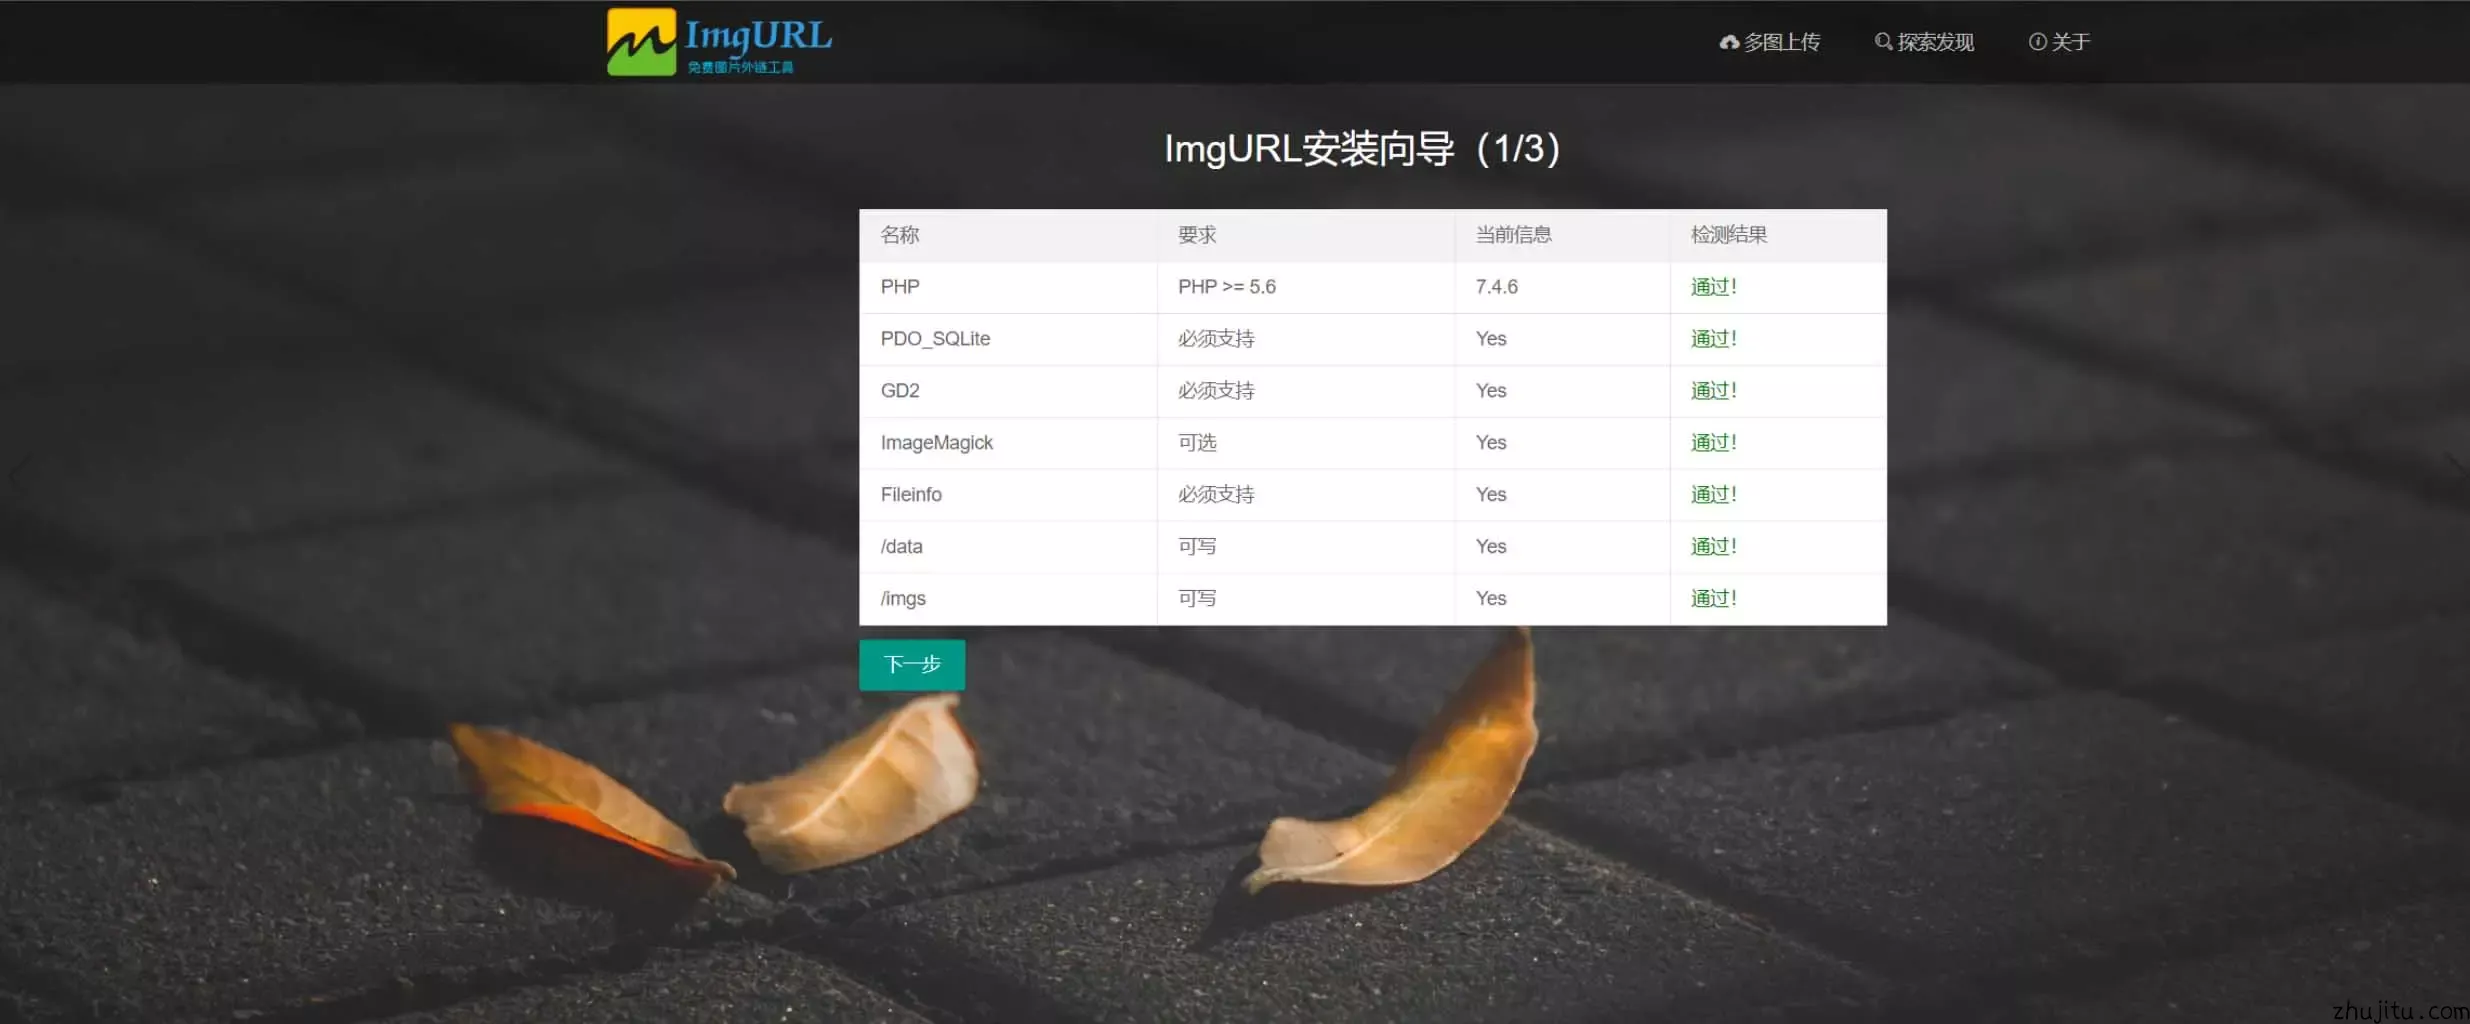 ImgURL
免费图片外链工具
多图上传 探索发现 关于
ImgURL安装向导（1/3）
名称 要求 当前信息 检测结果
PHP PHP >= 5.6 7.4.6 通过！
PDO_SQLite 必须支持 Yes 通过！
GD2 必须支持 Yes 通过！
ImageMagick 可选 Yes 通过！
Fileinfo 必须支持 Yes 通过！
/data 可写 Yes 通过！
/imgs 可写 Yes 通过！
下一步
zhujitu.com